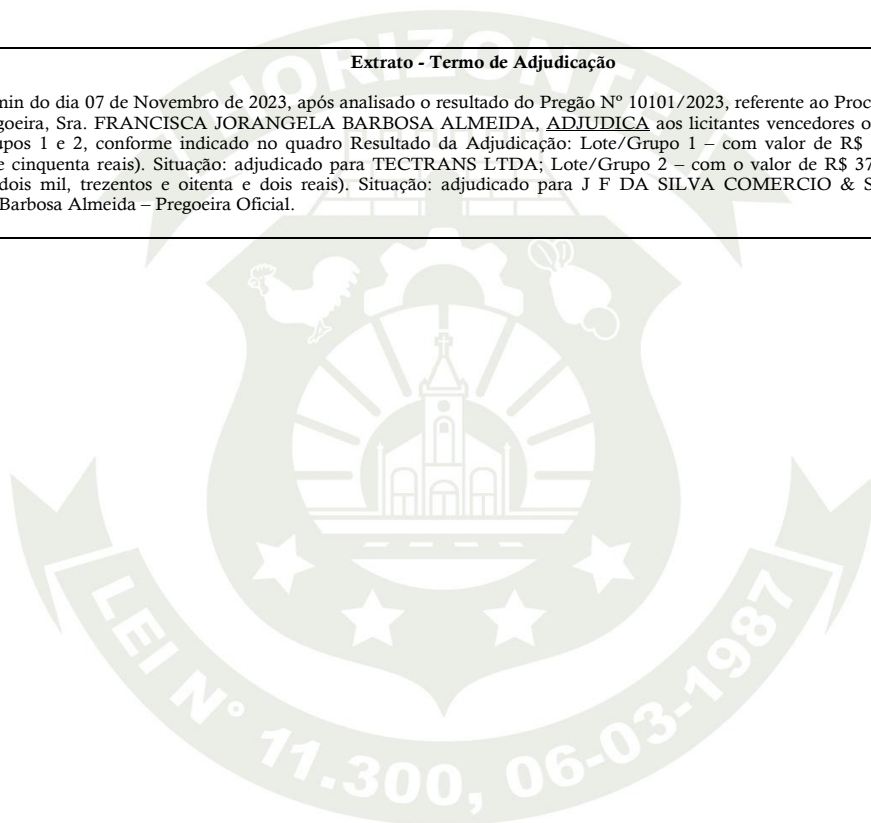 Extrato - Termo de Adjudicação
min do dia 07 de Novembro de 2023, após analisado o resultado do Pregão Nº 10101/2023, referente ao Proc
goeira, Sra. FRANCISCA JORANGELA BARBOSA ALMEIDA, ADJUDICA aos licitantes vencedores o
upos 1 e 2, conforme indicado no quadro Resultado da Adjudicação: Lote/Grupo 1 – com valor de R$
e cinquenta reais). Situação: adjudicado para TECTRANS LTDA; Lote/Grupo 2 – com o valor de R$ 37
dois mil, trezentos e oitenta e dois reais). Situação: adjudicado para J F DA SILVA COMERCIO & S
Barbosa Almeida – Pregoeira Oficial.
HORIZONTE
LEI Nº 11.300, 06-03-1987